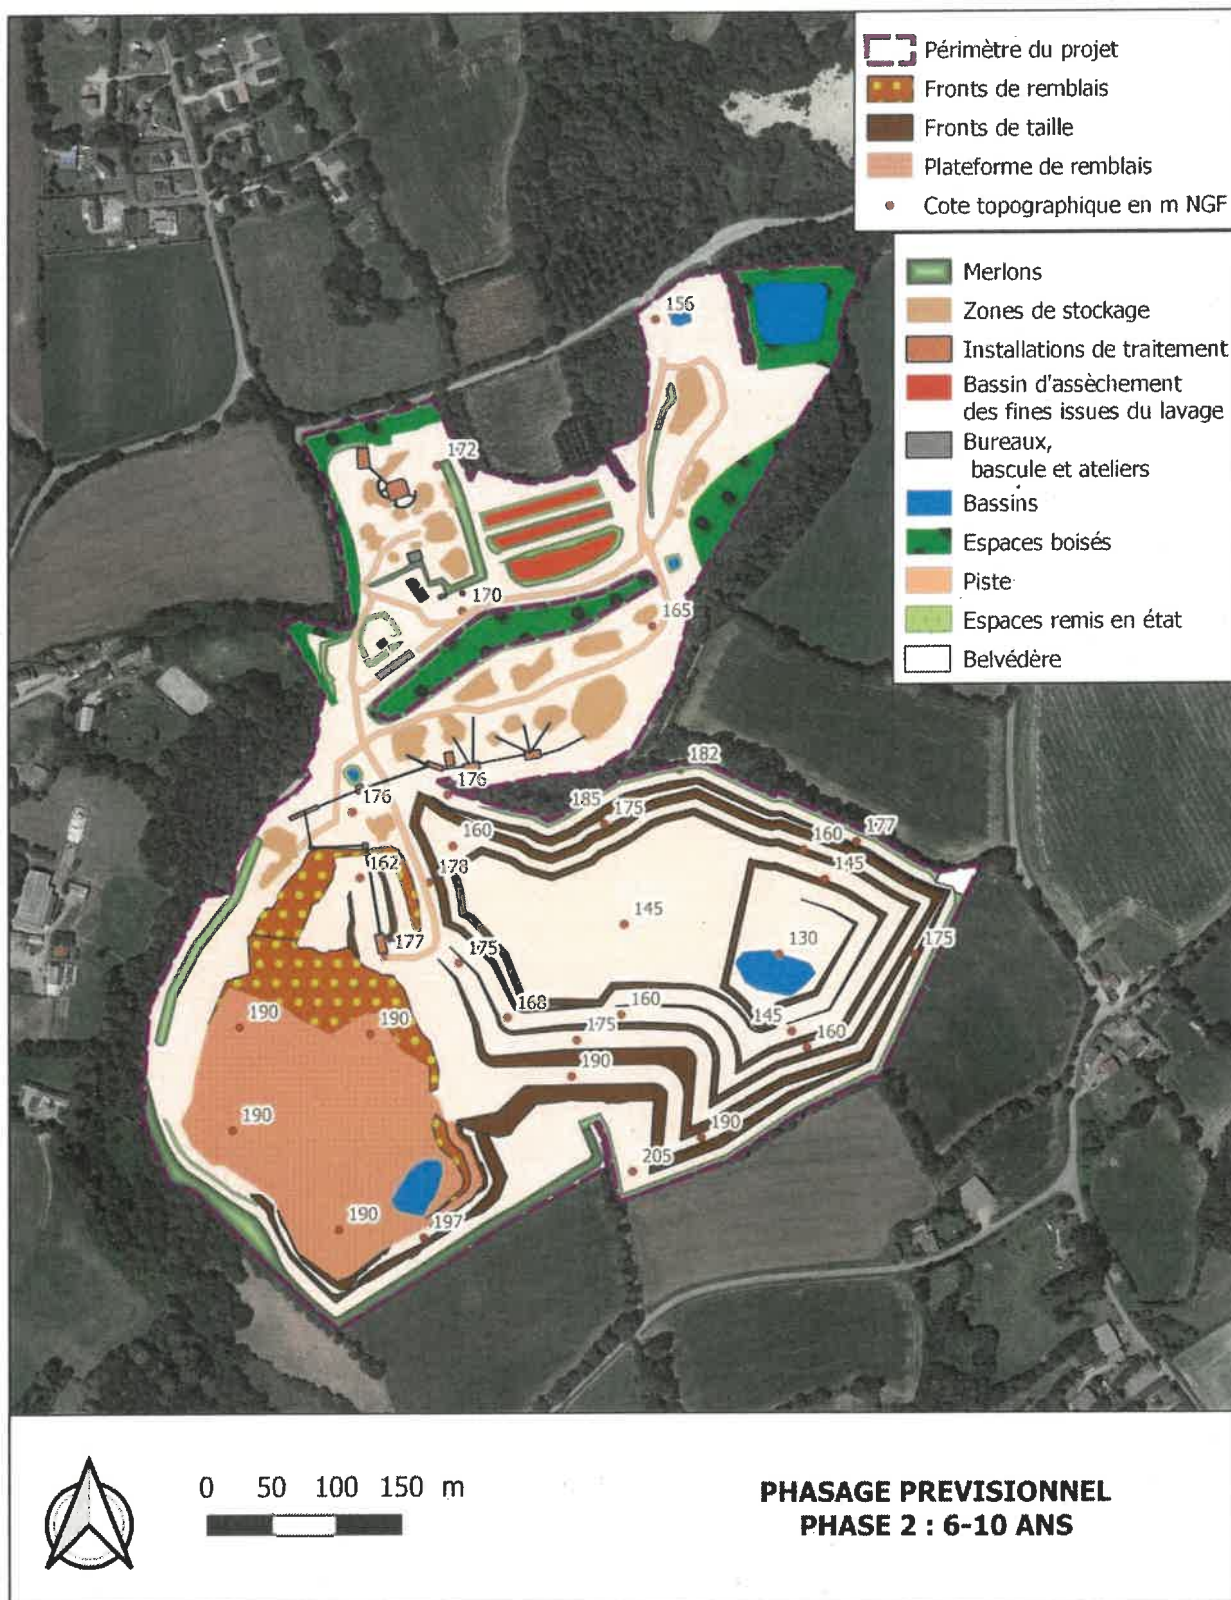 Périmètre du projet
Fronts de remblais
Fronts de taille
Plateforme de remblais
Cote topographique en m NGF
Merlons
Zones de stockage
Installations de traitement
Bassin d'assèchement
des fines issues du lavage
Bureaux,
bascule et ateliers
Bassins
Espaces boisés
Piste
Espaces remis en état
Belvédère
156
172
170
165
182
176
176
185
175
160
177
160
162
178
145
145
130
177
175
175
168
160
145
160
190
190
175
190
190
190
205
190
197
0 50 100 150 m
PHASAGE PREVISIONNEL
PHASE 2 : 6-10 ANS